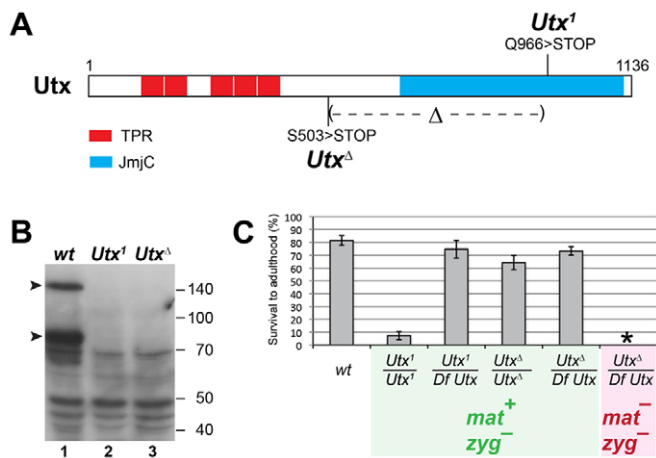 A
Utx¹
Q966>STOP
1
1136
Utx
( Δ )
S503>STOP
Utx^Δ
TPR
JmjC
B
wt Utx¹ Utx^Δ
140
100
70
50
40
1 2 3
C
Survival to adulthood (%)
100
90
80
70
60
50
40
30
20
10
0
*
wt
Utx¹ Utx¹ Utx^Δ Utx^Δ Utx^Δ
Utx¹ Df Utx Utx^Δ Df Utx Df Utx
mat⁺ mat⁻
zyg⁻ zyg⁻